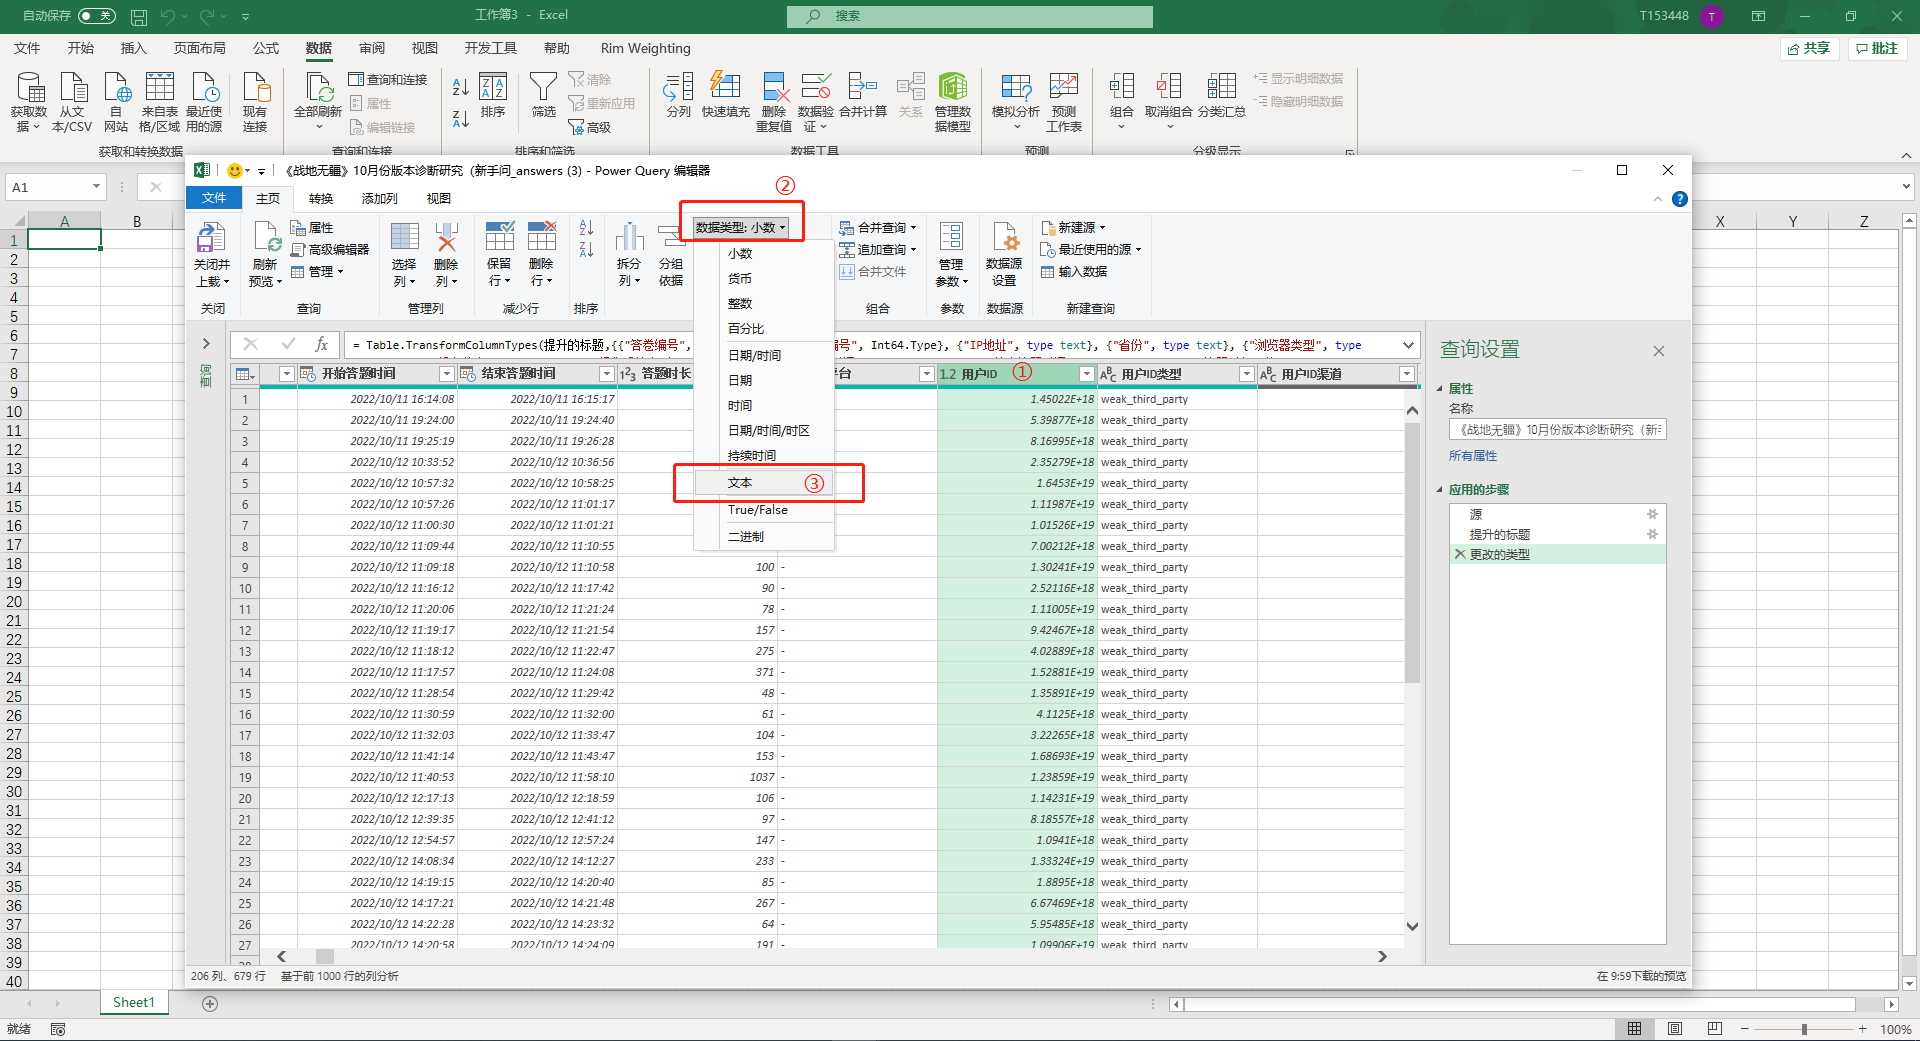 自动保存 关
工作簿3 - Excel
搜索
T153448 T
文件 开始 插入 页面布局 公式 数据 审阅 视图 开发工具 帮助 Rim Weighting
共享 批注
获取数据 从文本/CSV 自网站 来自表格/区域 最近使用的源 现有连接
获取和转换数据
全部刷新 查询和连接 属性 编辑链接
查询和连接
排序 筛选 清除 重新应用 高级
排序和筛选
分列 快速填充 删除重复值 数据验证 合并计算 关系 管理数据模型
数据工具
模拟分析 预测工作表
预测
组合 取消组合 分类汇总 显示明细数据 隐藏明细数据
分级显示
A1
A B X Y Z
《战地无疆》10月份版本诊断研究（新手问_answers (3) - Power Query 编辑器
文件 主页 转换 添加列 视图
②
关闭并上载
关闭
刷新预览 属性 高级编辑器 管理
查询
选择列 删除列
管理列
保留行 删除行
减少行
排序
拆分列 分组依据
数据类型: 小数
小数
货币
整数
百分比
日期/时间
日期
时间
日期/时间/时区
持续时间
文本 ③
True/False
二进制
合并查询
追加查询
合并文件
组合
管理参数
参数
数据源设置
数据源
新建源
最近使用的源
输入数据
新建查询
查询
fx = Table.TransformColumnTypes(提升的标题,{{"答卷编号", 编号", Int64.Type}, {"IP地址", type text}, {"省份", type text}, {"浏览器类型", type
开始答题时间 结束答题时间 1²3 答题时长 平台 1.2 用户ID ① ABC 用户ID类型 ABC 用户ID渠道
1 2022/10/11 16:14:08 2022/10/11 16:15:17 1.45022E+18 weak_third_party
2 2022/10/11 19:24:00 2022/10/11 19:24:40 5.39877E+18 weak_third_party
3 2022/10/11 19:25:19 2022/10/11 19:26:28 8.16995E+18 weak_third_party
4 2022/10/12 10:33:52 2022/10/12 10:36:56 2.35279E+18 weak_third_party
5 2022/10/12 10:57:32 2022/10/12 10:58:25 1.6453E+19 weak_third_party
6 2022/10/12 10:57:26 2022/10/12 11:01:17 1.11987E+19 weak_third_party
7 2022/10/12 11:00:30 2022/10/12 11:01:21 1.01526E+19 weak_third_party
8 2022/10/12 11:09:44 2022/10/12 11:10:55 7.00212E+18 weak_third_party
9 2022/10/12 11:09:18 2022/10/12 11:10:58 100 - 1.30241E+19 weak_third_party
10 2022/10/12 11:16:12 2022/10/12 11:17:42 90 - 2.52116E+18 weak_third_party
11 2022/10/12 11:20:06 2022/10/12 11:21:24 78 - 1.11005E+19 weak_third_party
12 2022/10/12 11:19:17 2022/10/12 11:21:54 157 - 9.42467E+18 weak_third_party
13 2022/10/12 11:18:12 2022/10/12 11:22:47 275 - 4.02889E+18 weak_third_party
14 2022/10/12 11:17:57 2022/10/12 11:24:08 371 - 1.52881E+19 weak_third_party
15 2022/10/12 11:28:54 2022/10/12 11:29:42 48 - 1.35891E+19 weak_third_party
16 2022/10/12 11:30:59 2022/10/12 11:32:00 61 - 4.1125E+18 weak_third_party
17 2022/10/12 11:32:03 2022/10/12 11:33:47 104 - 3.22265E+18 weak_third_party
18 2022/10/12 11:41:14 2022/10/12 11:43:47 153 - 1.68693E+19 weak_third_party
19 2022/10/12 11:40:53 2022/10/12 11:58:10 1037 - 1.23859E+19 weak_third_party
20 2022/10/12 12:17:13 2022/10/12 12:18:59 106 - 1.14231E+19 weak_third_party
21 2022/10/12 12:39:35 2022/10/12 12:41:12 97 - 8.18557E+18 weak_third_party
22 2022/10/12 12:54:57 2022/10/12 12:57:24 147 - 1.0941E+18 weak_third_party
23 2022/10/12 14:08:34 2022/10/12 14:12:27 233 - 1.33324E+19 weak_third_party
24 2022/10/12 14:19:15 2022/10/12 14:20:40 85 - 1.8895E+18 weak_third_party
25 2022/10/12 14:17:21 2022/10/12 14:21:48 267 - 6.67469E+18 weak_third_party
26 2022/10/12 14:22:28 2022/10/12 14:23:32 64 - 5.95485E+18 weak_third_party
27 2022/10/12 14:20:58 2022/10/12 14:24:09 191 - 1.09906E+19 weak_third_party
查询设置
属性
名称
《战地无疆》10月份版本诊断研究（新手
所有属性
应用的步骤
源
提升的标题
更改的类型
206 列、679 行 基于前 1000 行的列分析
在 9:59下载的预览
1
2
3
4
5
6
7
8
9
10
11
12
13
14
15
16
17
18
19
20
21
22
23
24
25
26
27
28
29
30
31
32
33
34
35
36
37
38
39
40
Sheet1
就绪
100%